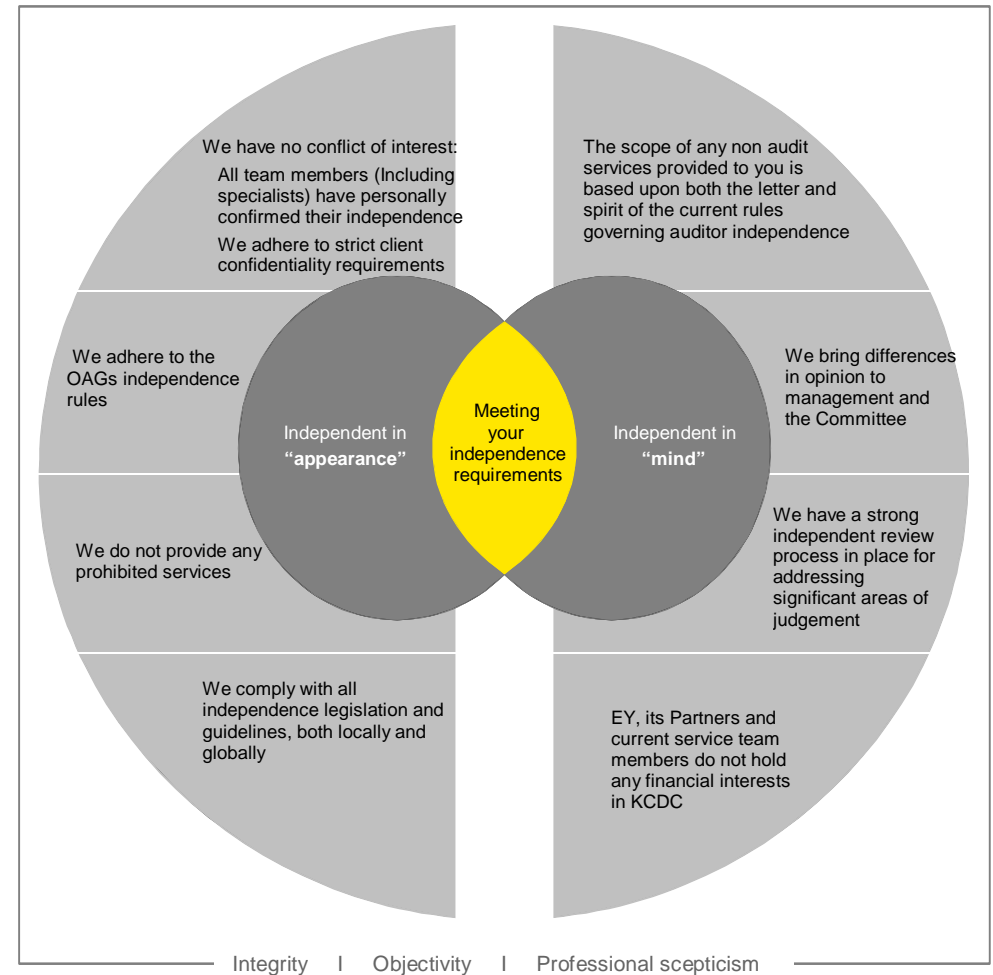 We have no conflict of interest:
All team members (Including
specialists) have personally
confirmed their independence
We adhere to strict client
confidentiality requirements
We adhere to the
OAGs independence
rules
We do not provide any
prohibited services
We comply with all
independence legislation and
guidelines, both locally and
globally
Independent in
“appearance”
Meeting
your
independence
requirements
Independent in
“mind”
The scope of any non audit
services provided to you is
based upon both the letter and
spirit of the current rules
governing auditor independence
We bring differences
in opinion to
management and
the Committee
We have a strong
independent review
process in place for
addressing
significant areas of
judgement
EY, its Partners and
current service team
members do not hold
any financial interests
in KCDC
Integrity I Objectivity I Professional scepticism